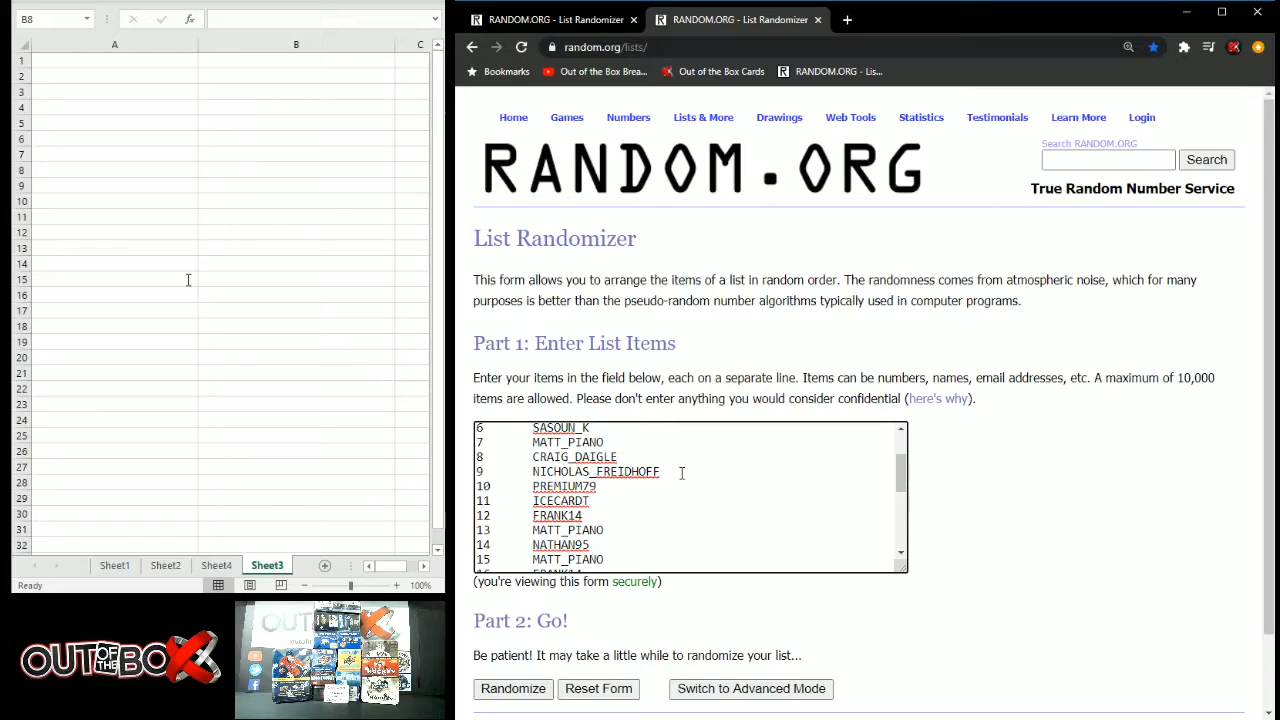 B8
fx
A B C
1
2
3
4
5
6
7
8
9
10
11
12
13
14
15
16
17
18
19
20
21
22
23
24
25
26
27
28
29
30
31
32
Sheet1 Sheet2 Sheet4 Sheet3
Ready
100%
OUT OF THE BOX
RANDOM.ORG - List Randomizer
RANDOM.ORG - List Randomizer
random.org/lists/
Bookmarks Out of the Box Brea... Out of the Box Cards RANDOM.ORG - Lis...
Home Games Numbers Lists & More Drawings Web Tools Statistics Testimonials Learn More Login
RANDOM.ORG
Search RANDOM.ORG
Search
True Random Number Service
List Randomizer
This form allows you to arrange the items of a list in random order. The randomness comes from atmospheric noise, which for many
purposes is better than the pseudo-random number algorithms typically used in computer programs.
Part 1: Enter List Items
Enter your items in the field below, each on a separate line. Items can be numbers, names, email addresses, etc. A maximum of 10,000
items are allowed. Please don't enter anything you would consider confidential (here's why).
6 SASOUN_K
7 MATT_PIANO
8 CRAIG_DAIGLE
9 NICHOLAS_FREIDHOFF
10 PREMIUM79
11 ICECARDT
12 FRANK14
13 MATT_PIANO
14 NATHAN95
15 MATT_PIANO
(you're viewing this form securely)
Part 2: Go!
Be patient! It may take a little while to randomize your list...
Randomize Reset Form Switch to Advanced Mode